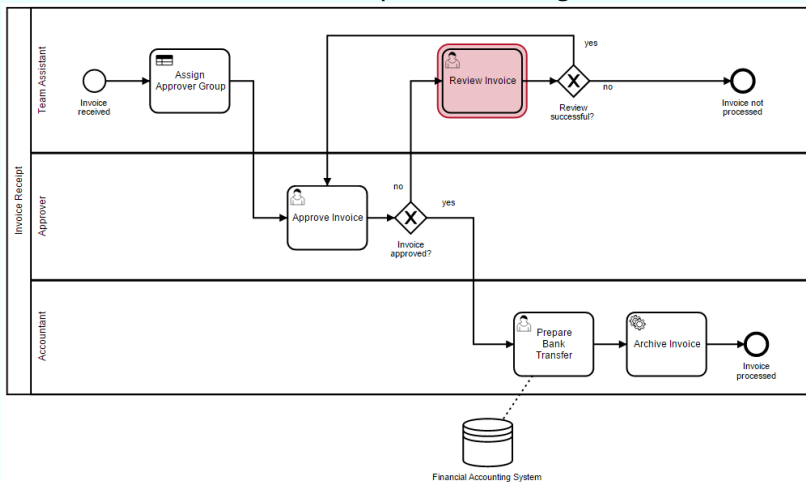 Invoice Receipt
Team Assistant
Invoice
received
Assign
Approver Group
Review Invoice
yes
no
Review
successful?
Invoice not
processed
Approver
Approve Invoice
no
yes
Invoice
approved?
Accountant
Prepare
Bank
Transfer
Archive Invoice
Invoice
processed
Financial Accounting System